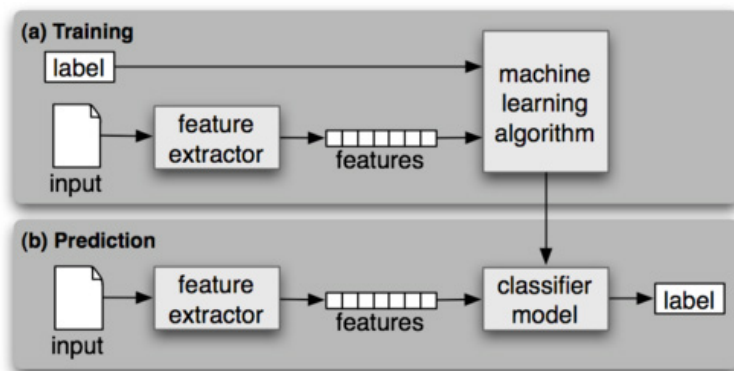 (a) Training
label
machine
learning
algorithm
feature
extractor
features
input
(b) Prediction
feature
extractor
features
input
classifier
model
label